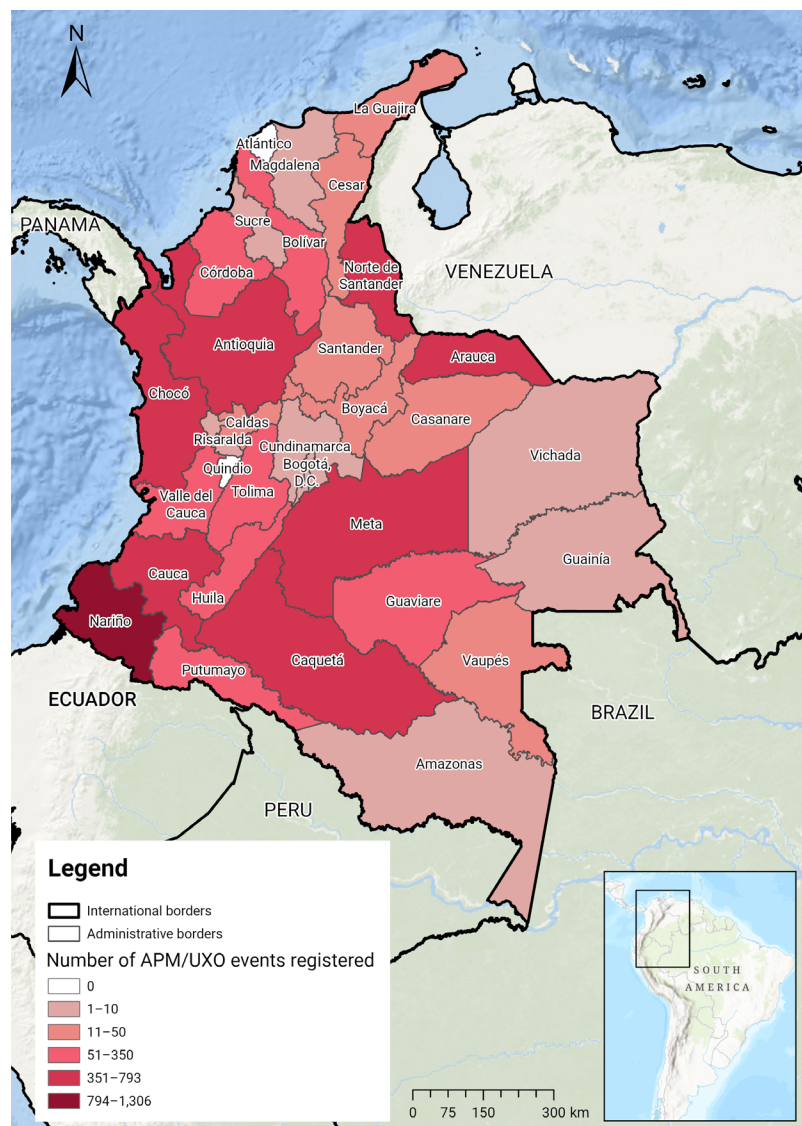 N
La Guajira
Atlántico
Magdalena
Cesar
PANAMA
Sucre
Bolívar
Córdoba
Norte de
Santander
VENEZUELA
Antioquia
Santander
Arauca
Chocó
Boyacá
Caldas
Casanare
Risaralda
Cundinamarca
Vichada
Quindio
Bogotá,
D.C.
Valle del
Cauca
Tolima
Meta
Guainía
Cauca
Huila
Guaviare
Nariño
Caquetá
Vaupés
Putumayo
ECUADOR
BRAZIL
Amazonas
PERU
Legend
International borders
Administrative borders
Number of APM/UXO events registered
0
1–10
11–50
51–350
351–793
794–1,306
SOUTH
AMERICA
0 75 150 300 km